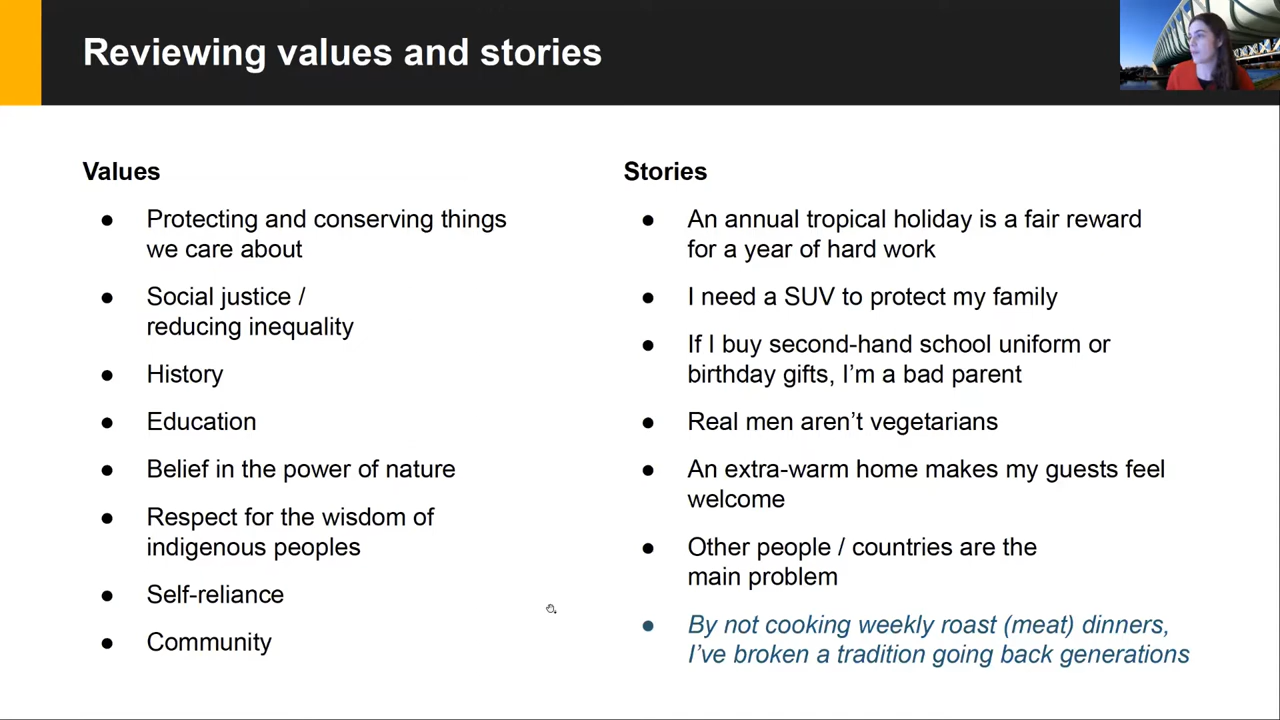 Reviewing values and stories
Values
● Protecting and conserving things
we care about
● Social justice /
reducing inequality
● History
● Education
● Belief in the power of nature
● Respect for the wisdom of
indigenous peoples
● Self-reliance
● Community
Stories
● An annual tropical holiday is a fair reward
for a year of hard work
● I need a SUV to protect my family
● If I buy second-hand school uniform or
birthday gifts, I’m a bad parent
● Real men aren’t vegetarians
● An extra-warm home makes my guests feel
welcome
● Other people / countries are the
main problem
● By not cooking weekly roast (meat) dinners,
I’ve broken a tradition going back generations